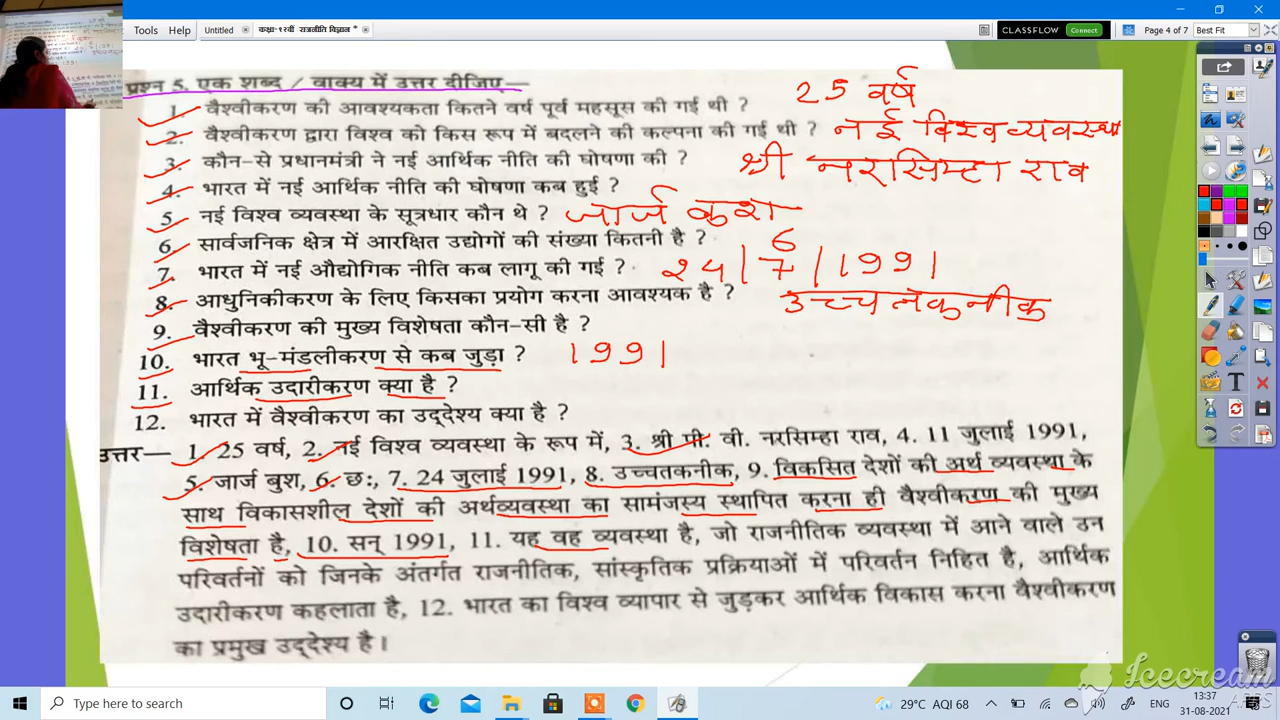 Tools Help Untitled कक्षा-१२वीं राजनीति विज्ञान * CLASSFLOW Connect Page 4 of 7 Best Fit
प्रश्न 5. एक शब्द / वाक्य में उत्तर दीजिए—
25 वर्ष
1. वैश्वीकरण की आवश्यकता कितने वर्ष पूर्व महसूस की गई थी ?
2. वैश्वीकरण द्वारा विश्व को किस रूप में बदलने की कल्पना की गई थी ? नई विश्व व्यवस्था
3. कौन-से प्रधानमंत्री ने नई आर्थिक नीति की घोषणा की ? श्री नरसिम्हा राव
4. भारत में नई आर्थिक नीति की घोषणा कब हुई ?
5. नई विश्व व्यवस्था के सूत्रधार कौन थे ? जार्ज बुश
6. सार्वजनिक क्षेत्र में आरक्षित उद्योगों की संख्या कितनी है ? 6
7. भारत में नई औद्योगिक नीति कब लागू की गई ? 24/7/1991
8. आधुनिकीकरण के लिए किसका प्रयोग करना आवश्यक है ? उच्च तकनीक
9. वैश्वीकरण की मुख्य विशेषता कौन-सी है ?
10. भारत भू-मंडलीकरण से कब जुड़ा ? 1991
11. आर्थिक उदारीकरण क्या है ?
12. भारत में वैश्वीकरण का उद्देश्य क्या है ?
उत्तर— 1. 25 वर्ष, 2. नई विश्व व्यवस्था के रूप में, 3. श्री पी. वी. नरसिम्हा राव, 4. 11 जुलाई 1991,
5. जार्ज बुश, 6. छः, 7. 24 जुलाई 1991, 8. उच्चतकनीक, 9. विकसित देशों की अर्थ व्यवस्था के
साथ विकासशील देशों की अर्थव्यवस्था का सामंजस्य स्थापित करना ही वैश्वीकरण की मुख्य
विशेषता है, 10. सन् 1991, 11. यह वह व्यवस्था है, जो राजनीतिक व्यवस्था में आने वाले उन
परिवर्तनों को जिनके अंतर्गत राजनीतिक, सांस्कृतिक प्रक्रियाओं में परिवर्तन निहित है, आर्थिक
उदारीकरण कहलाता है, 12. भारत का विश्व व्यापार से जुड़कर आर्थिक विकास करना वैश्वीकरण
का प्रमुख उद्देश्य है।
Icecream
APPS
Type here to search 29°C AQI 68 ENG 13:37
31-08-2021